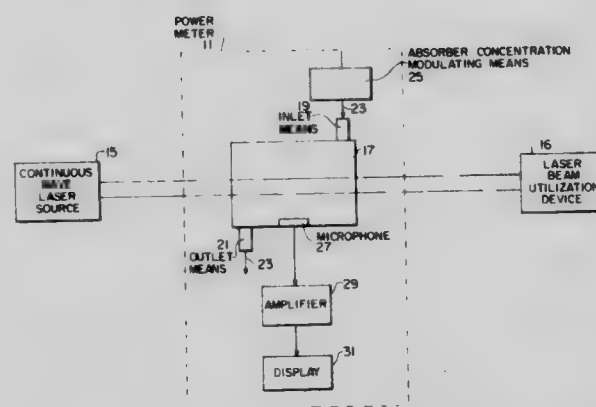 POWER
METER
11
ABSORBER CONCENTRATION
MODULATING MEANS
25
23
19
INLET
MEANS
15
CONTINUOUS
WAVE
LASER
SOURCE
17
16
LASER
BEAM
UTILIZATION
DEVICE
21
OUTLET
MEANS
23
MICROPHONE
27
29
AMPLIFIER
31
DISPLAY